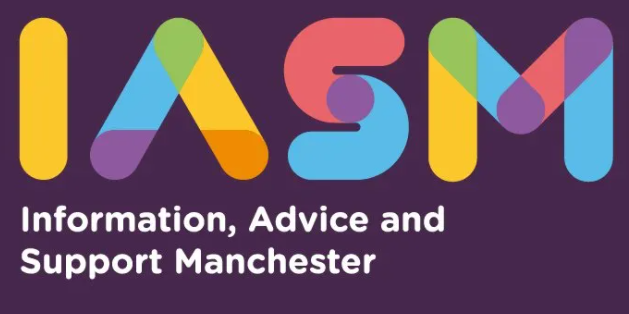 IASM
Information, Advice and
Support Manchester